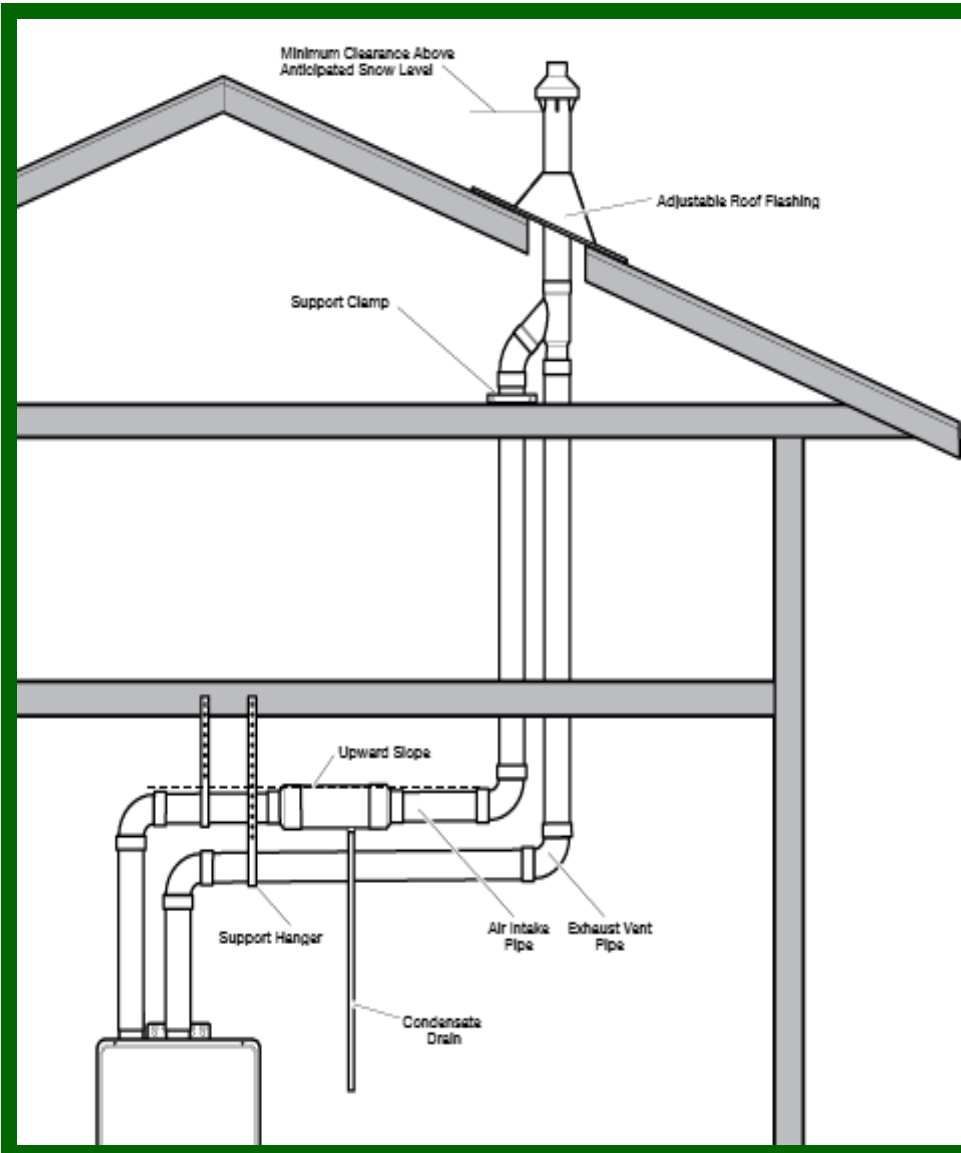 Minimum Clearance Above
Anticipated Snow Level
Adjustable Roof Flashing
Support Clamp
Upward Slope
Support Hanger
Air Intake
Pipe
Exhaust Vent
Pipe
Condensate
Drain